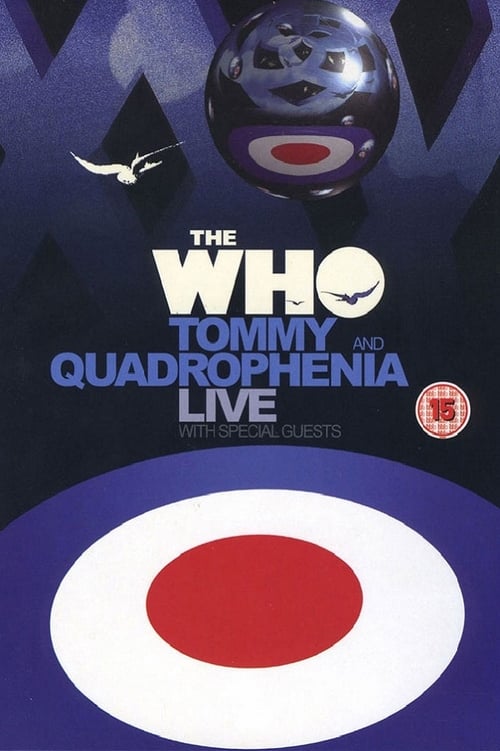 THE
WHO
TOMMY AND
QUADROPHENIA
LIVE
WITH SPECIAL GUESTS
15